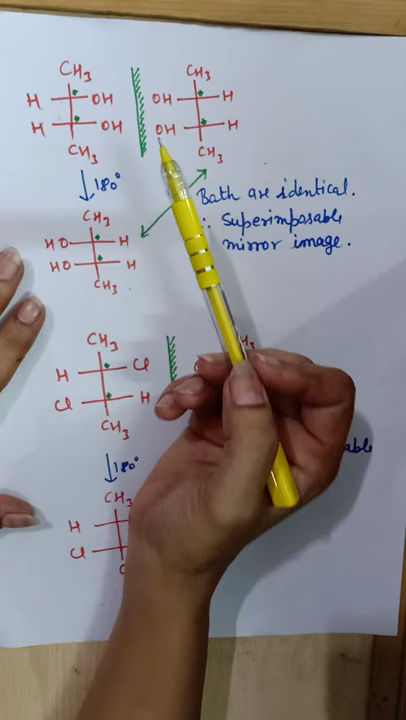 CH3 CH3
H OH OH H
H OH OH H
CH3 CH3
180°
Both are identical.
∴ Superimposable
mirror image.
CH3
HO H
HO H
CH3
CH3
H Cl
Cl H
CH3
180°
able
CH3
H
Cl